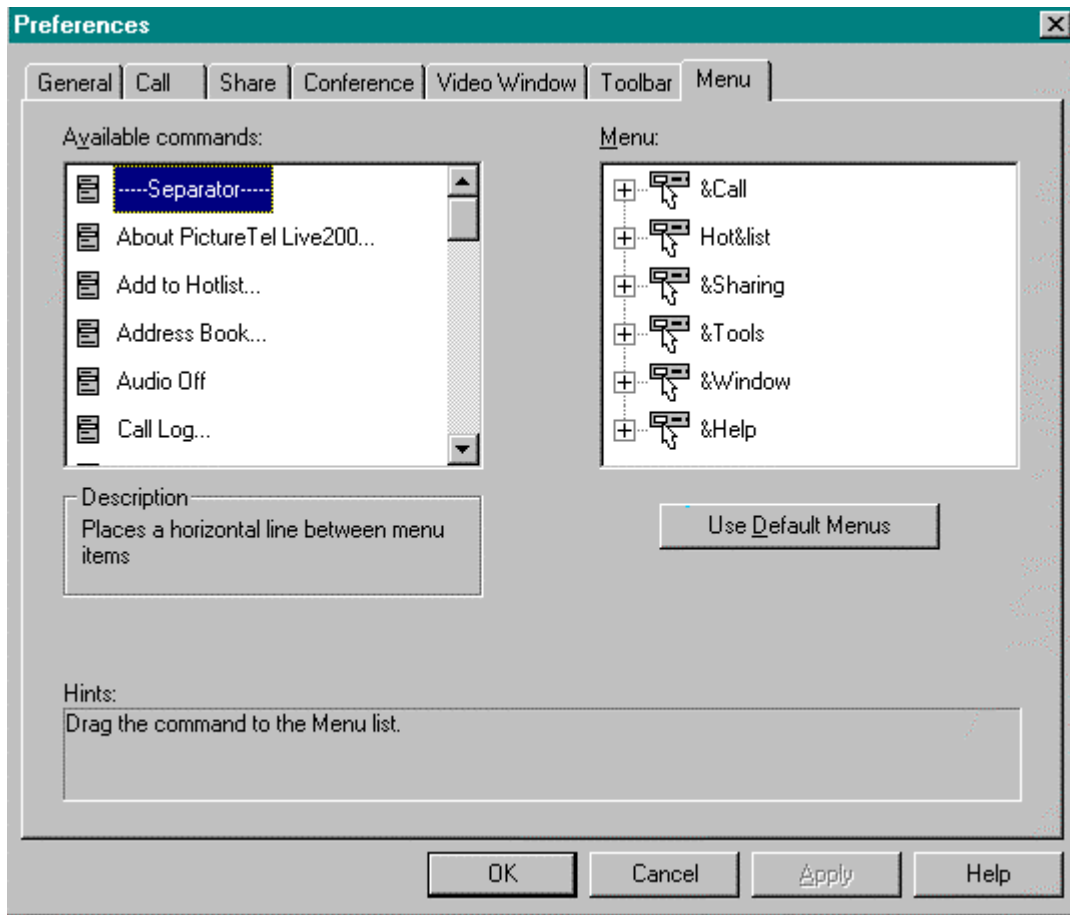 Preferences
General Call Share Conference Video Window Toolbar Menu
Available commands:
-----Separator-----
About PictureTel Live200...
Add to Hotlist...
Address Book...
Audio Off
Call Log...
Menu:
&Call
Hot&list
&Sharing
&Tools
&Window
&Help
Description
Places a horizontal line between menu
items
Use Default Menus
Hints:
Drag the command to the Menu list.
OK Cancel Apply Help